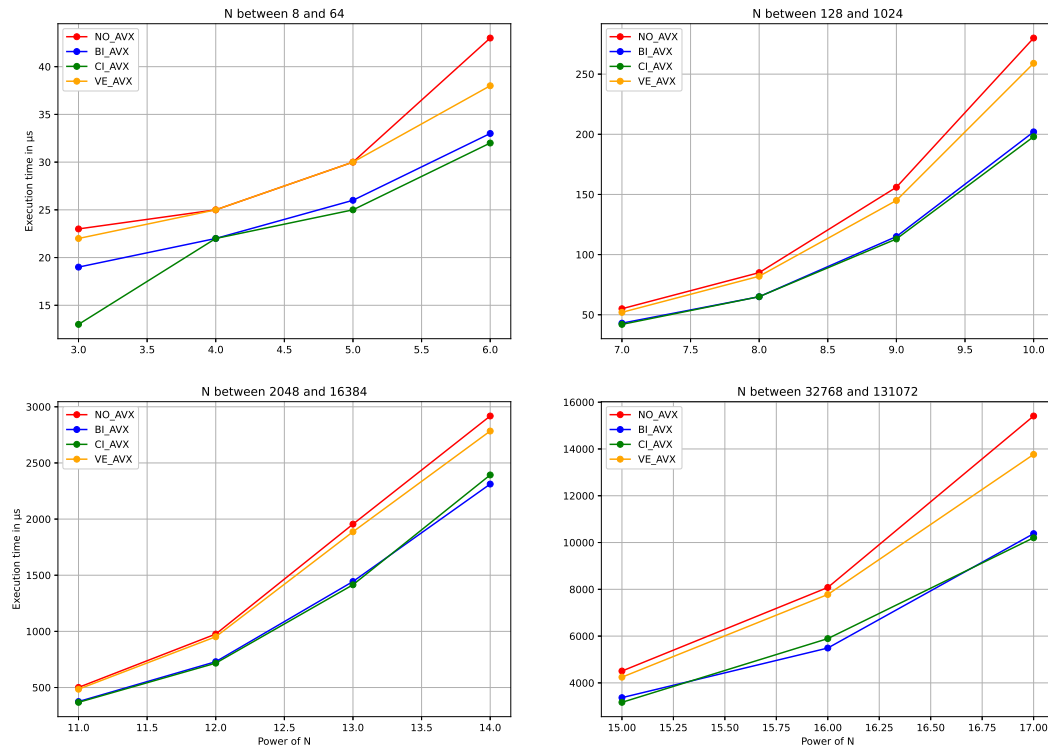 N between 8 and 64
NO_AVX
BI_AVX
CI_AVX
VE_AVX
Execution time in µs
40
35
30
25
20
15
3.0 3.5 4.0 4.5 5.0 5.5 6.0
N between 128 and 1024
NO_AVX
BI_AVX
CI_AVX
VE_AVX
250
200
150
100
50
7.0 7.5 8.0 8.5 9.0 9.5 10.0
N between 2048 and 16384
NO_AVX
BI_AVX
CI_AVX
VE_AVX
Execution time in µs
3000
2500
2000
1500
1000
500
11.0 11.5 12.0 12.5 13.0 13.5 14.0
Power of N
N between 32768 and 131072
NO_AVX
BI_AVX
CI_AVX
VE_AVX
16000
14000
12000
10000
8000
6000
4000
15.00 15.25 15.50 15.75 16.00 16.25 16.50 16.75 17.00
Power of N